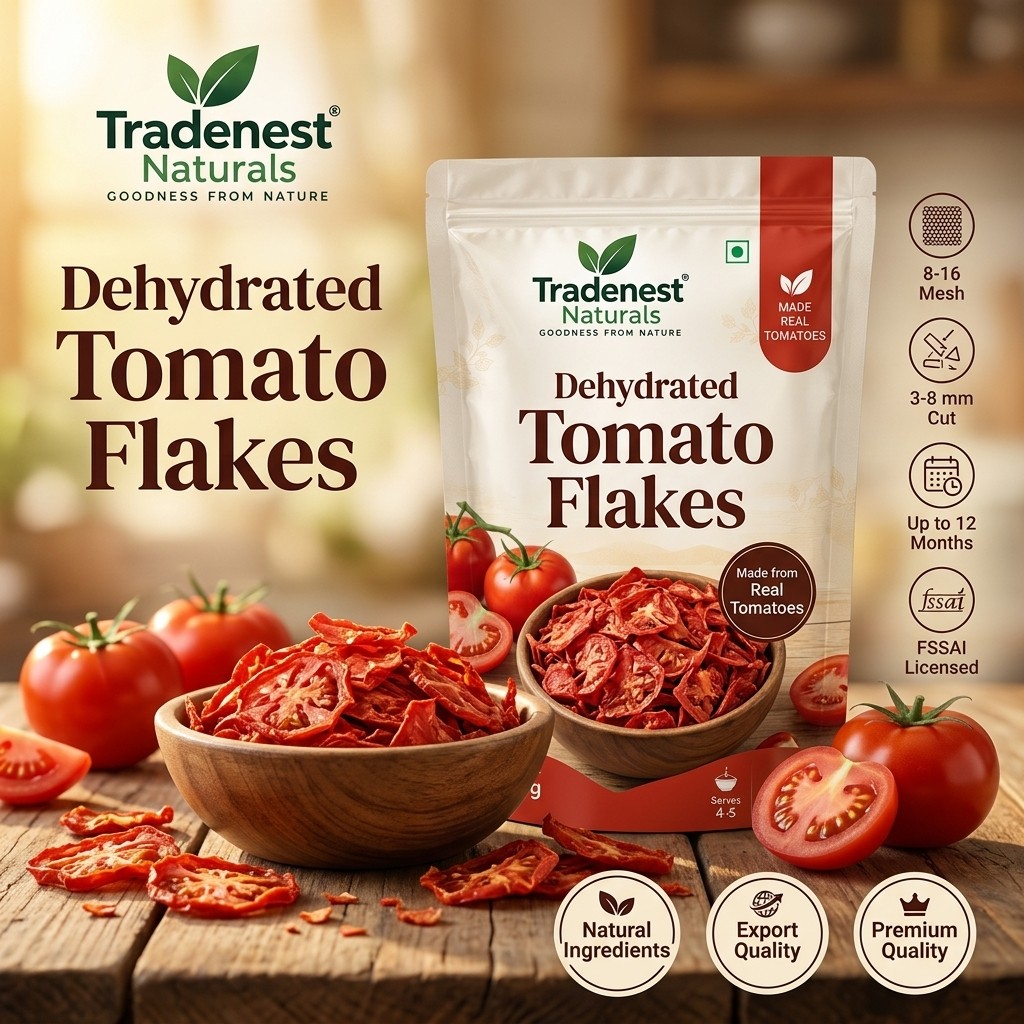 Tradenest®
Naturals
GOODNESS FROM NATURE
Dehydrated
Tomato
Flakes
Tradenest®
Naturals
GOODNESS FROM NATURE
MADE
REAL
TOMATOES
Dehydrated
Tomato
Flakes
Made from
Real
Tomatoes
g
Serves
4-5
8-16
Mesh
3-8 mm
Cut
Up to 12
Months
fssai
FSSAI
Licensed
Natural
Ingredients
Export
Quality
Premium
Quality